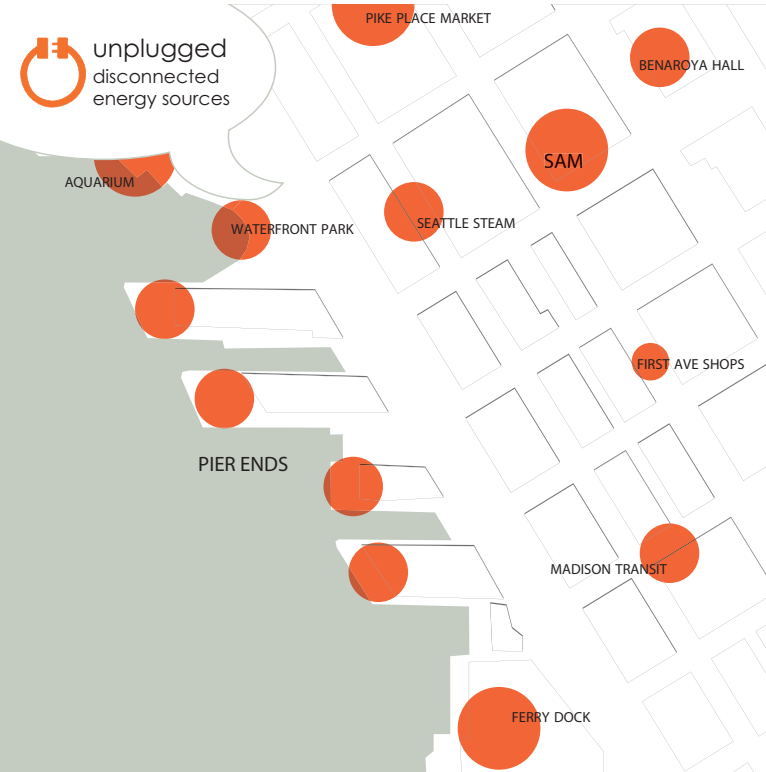 PIKE PLACE MARKET
unplugged
disconnected
energy sources
BENAROYA HALL
SAM
AQUARIUM
SEATTLE STEAM
WATERFRONT PARK
FIRST AVE SHOPS
PIER ENDS
MADISON TRANSIT
FERRY DOCK